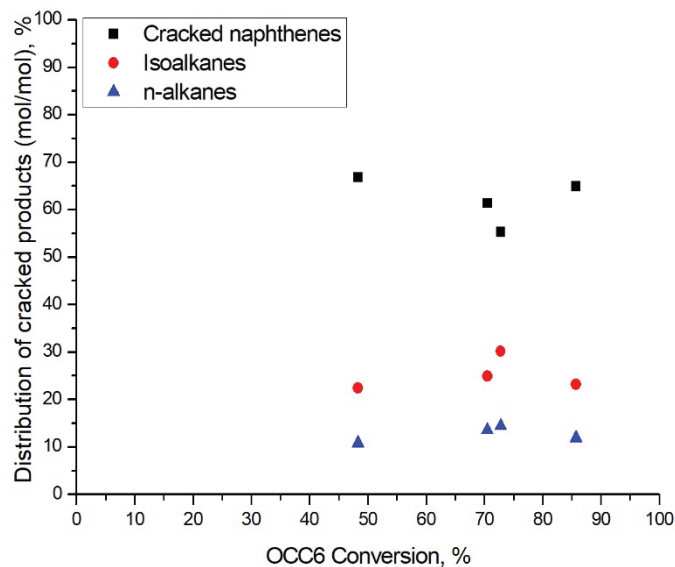 Cracked naphthenes
Isoalkanes
n-alkanes
Distribution of cracked products (mol/mol), %
100
90
80
70
60
50
40
30
20
10
0
0 10 20 30 40 50 60 70 80 90 100
OCC6 Conversion, %